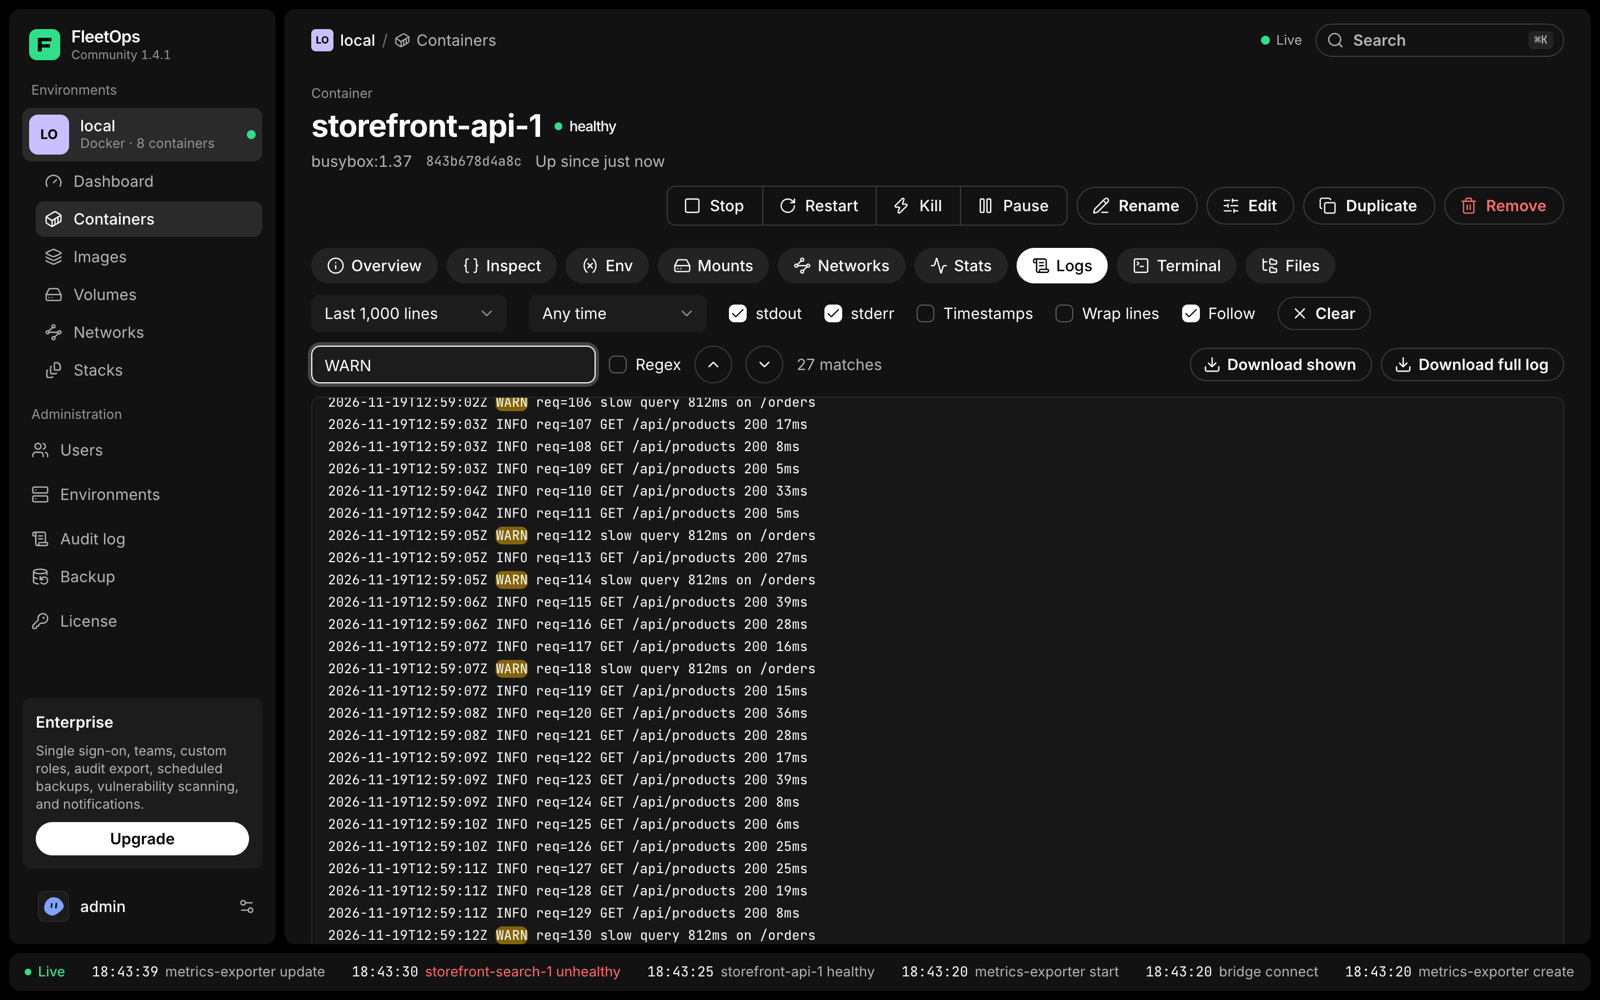 FleetOps
Community 1.4.1
Environments
LO
local
Docker · 8 containers
Dashboard
Containers
Images
Volumes
Networks
Stacks
Administration
Users
Environments
Audit log
Backup
License
Enterprise
Single sign-on, teams, custom
roles, audit export, scheduled
backups, vulnerability scanning,
and notifications.
Upgrade
admin
LO local / Containers
Live
Search ⌘K
Container
storefront-api-1 healthy
busybox:1.37 843b678d4a8c Up since just now
Stop Restart Kill Pause Rename Edit Duplicate Remove
Overview Inspect Env Mounts Networks Stats Logs Terminal Files
Last 1,000 lines Any time stdout stderr Timestamps Wrap lines Follow Clear
WARN Regex 27 matches Download shown Download full log
2026-11-19T12:59:02Z WARN req=106 slow query 812ms on /orders
2026-11-19T12:59:03Z INFO req=107 GET /api/products 200 17ms
2026-11-19T12:59:03Z INFO req=108 GET /api/products 200 8ms
2026-11-19T12:59:03Z INFO req=109 GET /api/products 200 5ms
2026-11-19T12:59:04Z INFO req=110 GET /api/products 200 33ms
2026-11-19T12:59:04Z INFO req=111 GET /api/products 200 5ms
2026-11-19T12:59:05Z WARN req=112 slow query 812ms on /orders
2026-11-19T12:59:05Z INFO req=113 GET /api/products 200 27ms
2026-11-19T12:59:05Z WARN req=114 slow query 812ms on /orders
2026-11-19T12:59:06Z INFO req=115 GET /api/products 200 39ms
2026-11-19T12:59:06Z INFO req=116 GET /api/products 200 28ms
2026-11-19T12:59:07Z INFO req=117 GET /api/products 200 16ms
2026-11-19T12:59:07Z WARN req=118 slow query 812ms on /orders
2026-11-19T12:59:07Z INFO req=119 GET /api/products 200 15ms
2026-11-19T12:59:08Z INFO req=120 GET /api/products 200 36ms
2026-11-19T12:59:08Z INFO req=121 GET /api/products 200 28ms
2026-11-19T12:59:09Z INFO req=122 GET /api/products 200 17ms
2026-11-19T12:59:09Z INFO req=123 GET /api/products 200 39ms
2026-11-19T12:59:09Z INFO req=124 GET /api/products 200 8ms
2026-11-19T12:59:10Z INFO req=125 GET /api/products 200 6ms
2026-11-19T12:59:10Z INFO req=126 GET /api/products 200 25ms
2026-11-19T12:59:11Z INFO req=127 GET /api/products 200 25ms
2026-11-19T12:59:11Z INFO req=128 GET /api/products 200 19ms
2026-11-19T12:59:11Z INFO req=129 GET /api/products 200 8ms
2026-11-19T12:59:12Z WARN req=130 slow query 812ms on /orders
Live 18:43:39 metrics-exporter update 18:43:30 storefront-search-1 unhealthy 18:43:25 storefront-api-1 healthy 18:43:20 metrics-exporter start 18:43:20 bridge connect 18:43:20 metrics-exporter create